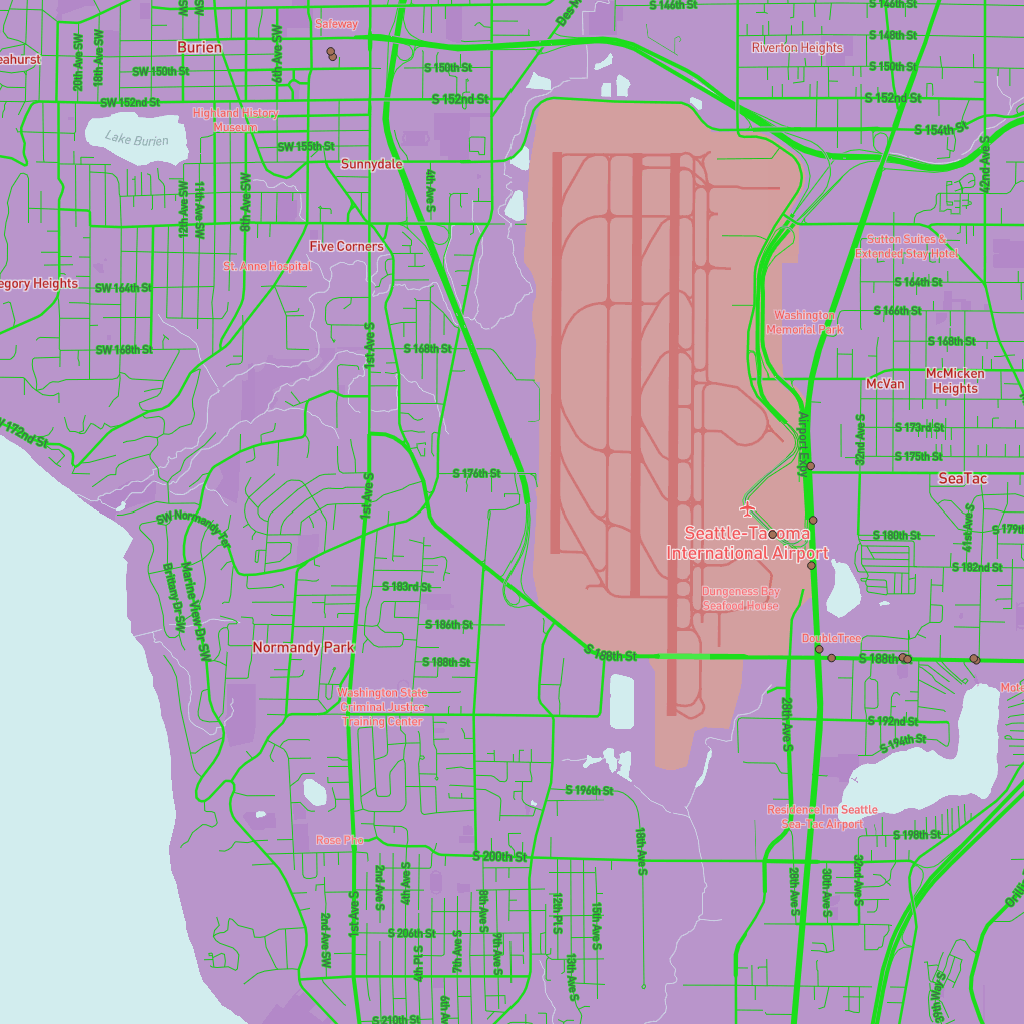 S 146th St
S 146th St
Des M
SW
SW
Safeway
20th Ave SW
18th Ave SW
Burien
6th Ave SW
S 148th St
Riverton Heights
eahurst
SW 150th St
S 150th St
S 150th St
SW 152nd St
S 152nd St
S 152nd St
Highland History
Museum
S 154th St
Lake Burien
SW 155th St
42nd Ave S
Sunnydale
4th Ave S
12th Ave SW
11th Ave SW
8th Ave SW
Five Corners
Sutton Suites &
Extended Stay Hotel
St. Anne Hospital
egory Heights
SW 164th St
S 164th St
S 166th St
Washington
Memorial Park
1st Ave S
SW 168th St
S 168th St
S 168th St
McVan
McMicken
Heights
W 172nd St
Airport Expy
32nd Ave S
S 173rd St
S 175th St
S 176th St
SeaTac
1st Ave S
SW Normandy Ter
41st Ave S
S 179th
Seattle-Tacoma
International Airport
S 180th St
Brittany Dr SW
Marine View Dr SW
S 182nd St
S 183rd St
Dungeness Bay
Seafood House
S 186th St
DoubleTree
Normandy Park
S 188th St
S 188th St
S 188th
Washington State
Criminal Justice
Training Center
Mote
28th Ave S
S 192nd St
S 194th St
S 196th St
Residence Inn Seattle
Sea-Tac Airport
Rose Pho
18th Ave S
S 198th St
S 200th St
2nd Ave S
4th Ave S
1st Ave S
28th Ave S
30th Ave S
32nd Ave S
Orilli
2nd Ave SW
8th Ave S
12th Pl S
15th Ave S
S 206th St
4th Pl S
7th Ave S
9th Ave S
13th Ave S
36th Way S
6th Av
S 210th St